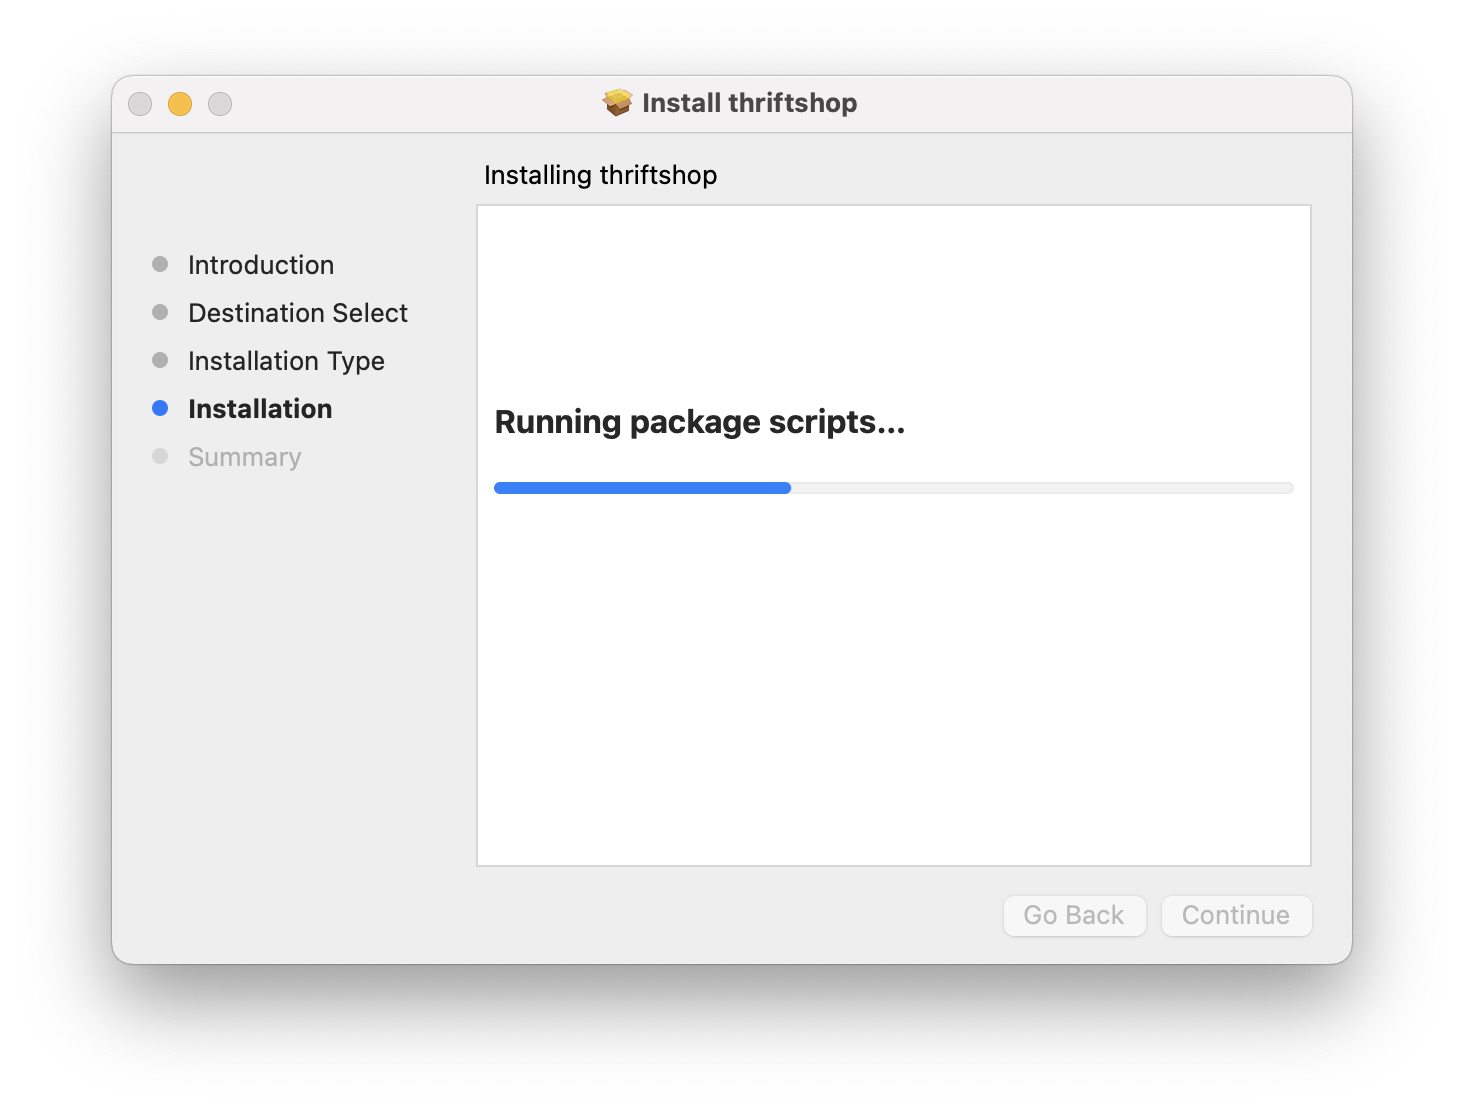 Install thriftshop
Installing thriftshop
Introduction
Destination Select
Installation Type
Installation
Summary
Running package scripts...
Go Back
Continue